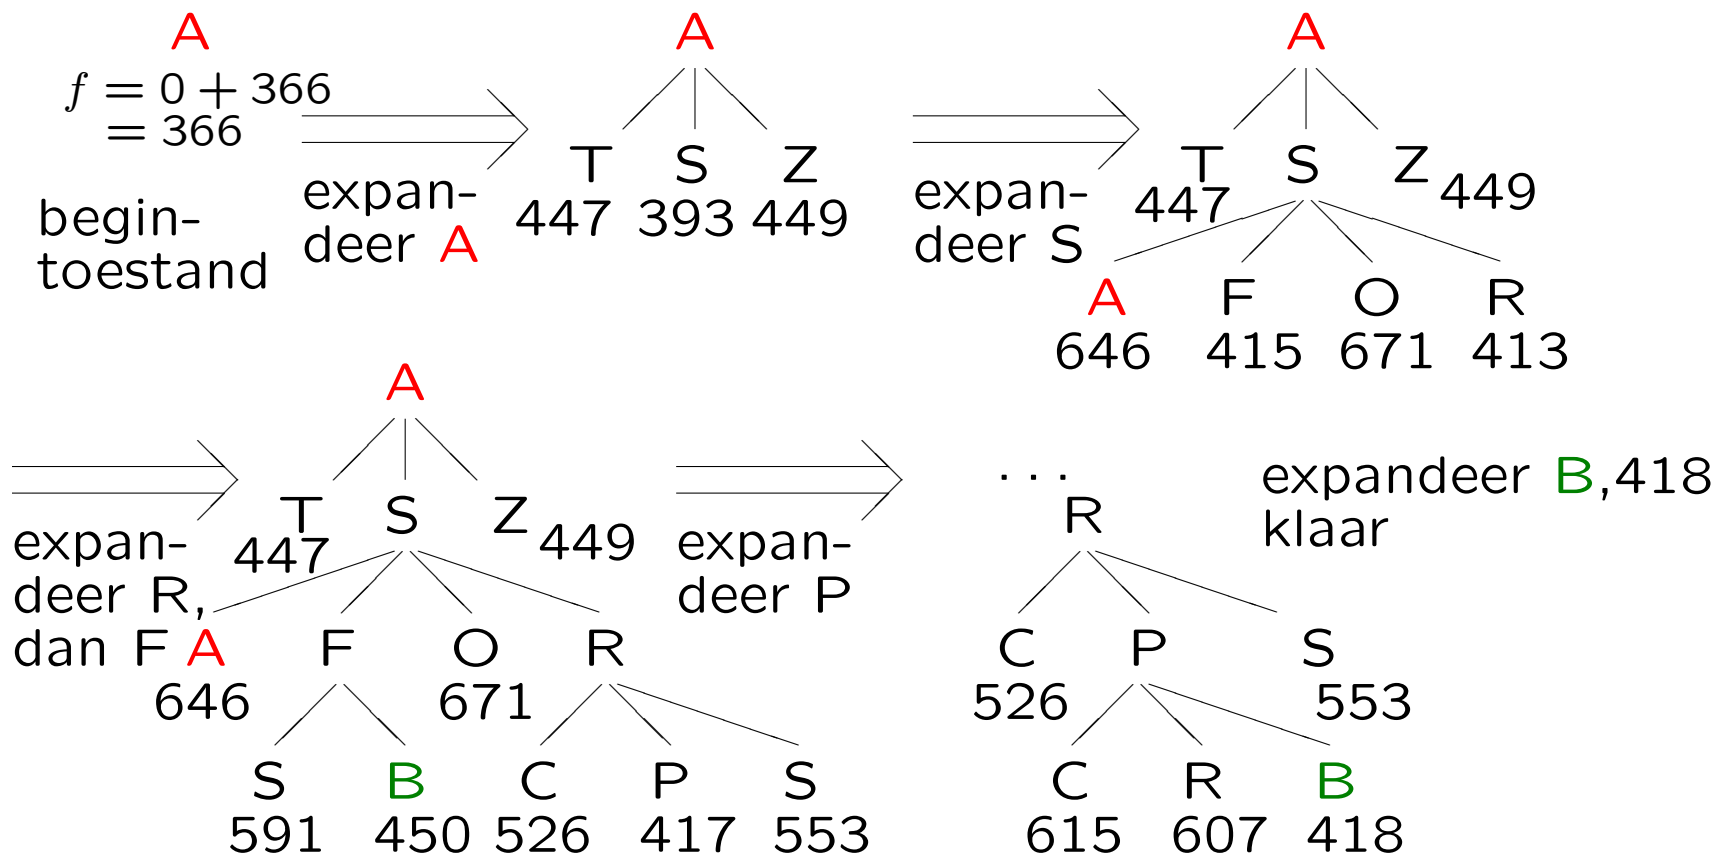 A
f = 0 + 366
= 366
begin-
toestand
expan-
deer A
A
T S Z
447 393 449
expan-
deer S
A
T S Z
447 449
A F O R
646 415 671 413
expan-
deer R,
dan F
A
T S Z
447 449
A F O R
646 671
S B C P S
591 450 526 417 553
expan-
deer P
. . .
R
C P S
526 553
C R B
615 607 418
expandeer B,418
klaar